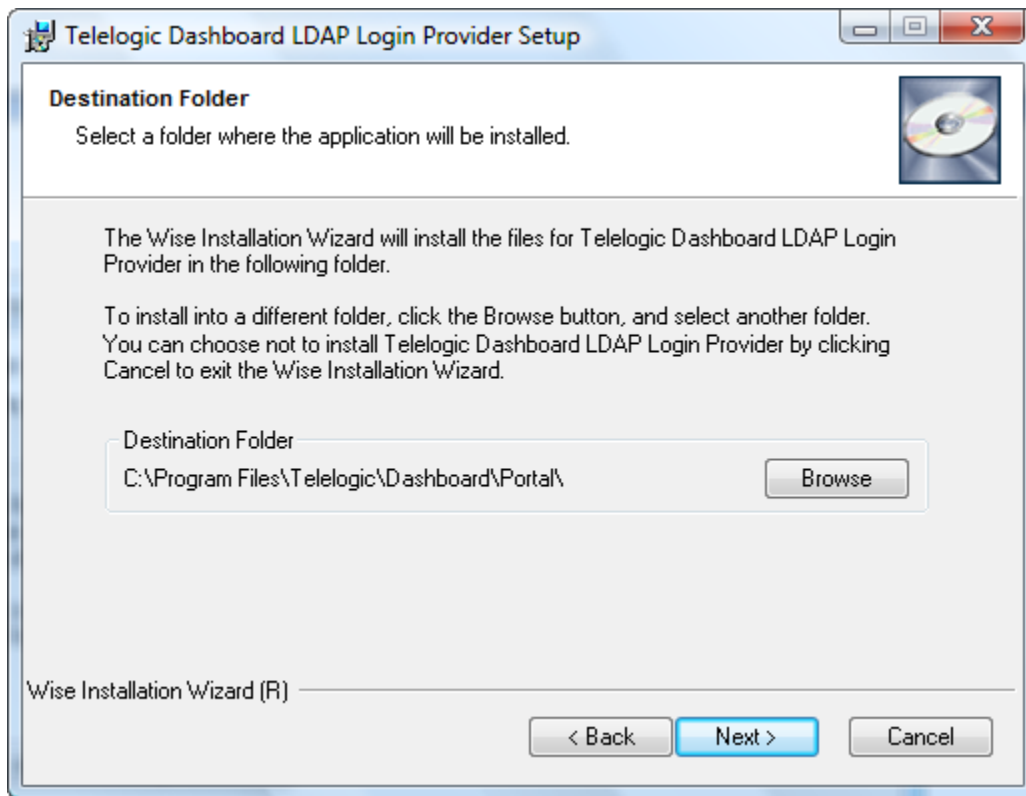 Telelogic Dashboard LDAP Login Provider Setup
Destination Folder
Select a folder where the application will be installed.
The Wise Installation Wizard will install the files for Telelogic Dashboard LDAP Login
Provider in the following folder.
To install into a different folder, click the Browse button, and select another folder.
You can choose not to install Telelogic Dashboard LDAP Login Provider by clicking
Cancel to exit the Wise Installation Wizard.
Destination Folder
C:\Program Files\Telelogic\Dashboard\Portal\
Browse
Wise Installation Wizard (R)
< Back
Next >
Cancel